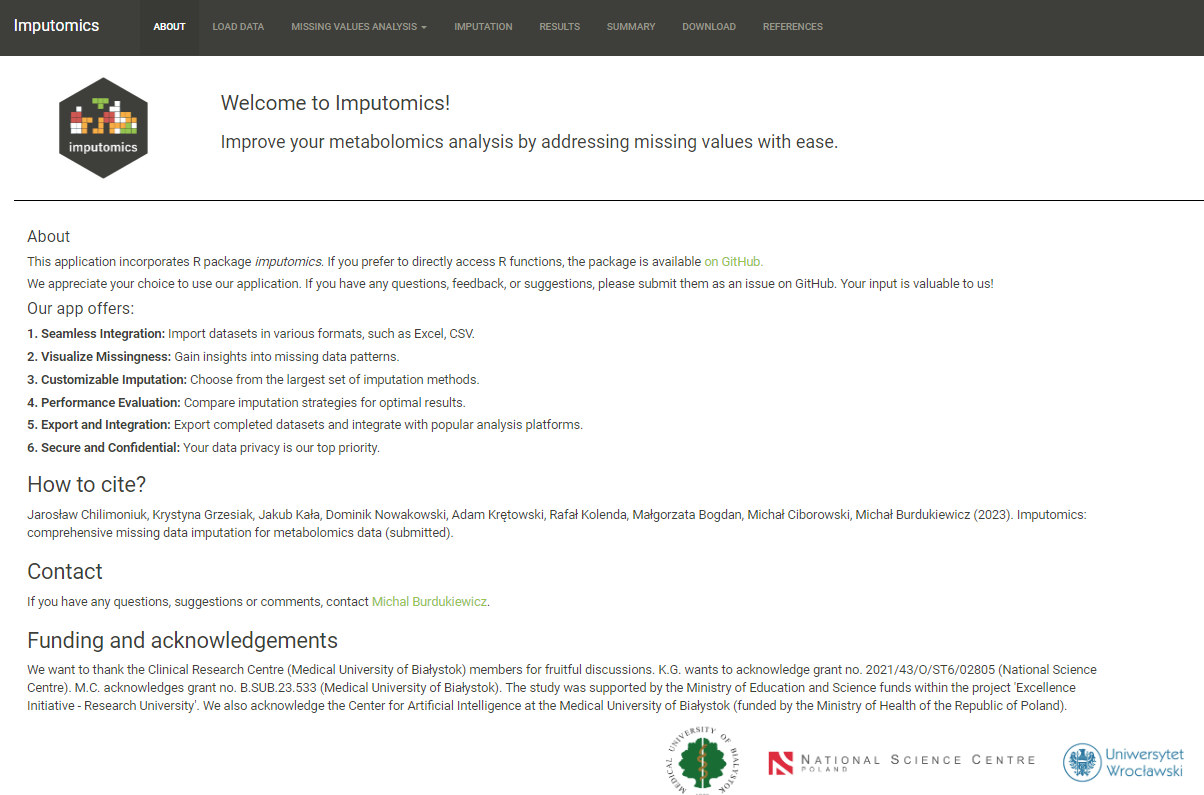 Imputomics
ABOUT
LOAD DATA
MISSING VALUES ANALYSIS
IMPUTATION
RESULTS
SUMMARY
DOWNLOAD
REFERENCES
imputomics
Welcome to Imputomics!
Improve your metabolomics analysis by addressing missing values with ease.
About
This application incorporates R package imputomics. If you prefer to directly access R functions, the package is available on GitHub.
We appreciate your choice to use our application. If you have any questions, feedback, or suggestions, please submit them as an issue on GitHub. Your input is valuable to us!
Our app offers:
1. Seamless Integration: Import datasets in various formats, such as Excel, CSV.
2. Visualize Missingness: Gain insights into missing data patterns.
3. Customizable Imputation: Choose from the largest set of imputation methods.
4. Performance Evaluation: Compare imputation strategies for optimal results.
5. Export and Integration: Export completed datasets and integrate with popular analysis platforms.
6. Secure and Confidential: Your data privacy is our top priority.
How to cite?
Jarosław Chilimoniuk, Krystyna Grzesiak, Jakub Kała, Dominik Nowakowski, Adam Krętowski, Rafał Kolenda, Małgorzata Bogdan, Michał Ciborowski, Michał Burdukiewicz (2023). Imputomics:
comprehensive missing data imputation for metabolomics data (submitted).
Contact
If you have any questions, suggestions or comments, contact Michal Burdukiewicz.
Funding and acknowledgements
We want to thank the Clinical Research Centre (Medical University of Białystok) members for fruitful discussions. K.G. wants to acknowledge grant no. 2021/43/O/ST6/02805 (National Science
Centre). M.C. acknowledges grant no. B.SUB.23.533 (Medical University of Białystok). The study was supported by the Ministry of Education and Science funds within the project 'Excellence
Initiative - Research University'. We also acknowledge the Center for Artificial Intelligence at the Medical University of Białystok (funded by the Ministry of Health of the Republic of Poland).
MEDICAL UNIVERSITY OF BIALYSTOK
NATIONAL SCIENCE CENTRE
POLAND
Uniwersytet
Wrocławski